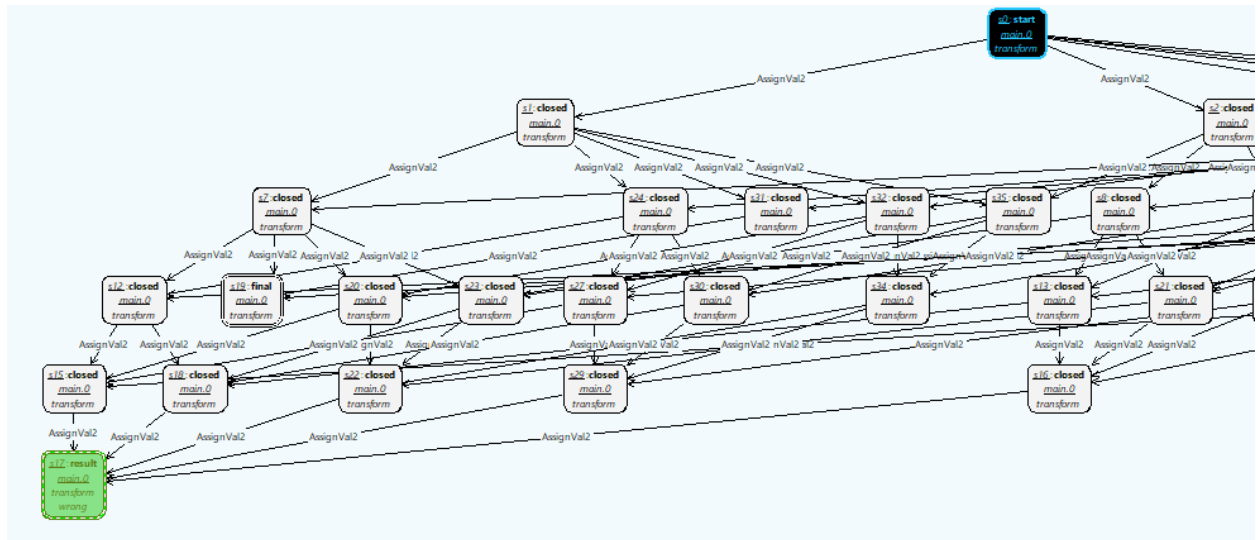 s0:start
main.0
transform
AssignVal2
AssignVal2
s1:closed
main.0
transform
s2:closed
main.0
transform
AssignVal2
AssignVal2
AssignVal2
AssignVal2
AssignVal2
s7:closed
main.0
transform
s24:closed
main.0
transform
s31:closed
main.0
transform
s32:closed
main.0
transform
s35:closed
main.0
transform
s8:closed
main.0
transform
AssignVal2
AssignVal2
AssignVal2
AssignVal2
AssignVal2
AssignVal2
AssignVal2
s12:closed
main.0
transform
s19:final
main.0
transform
s20:closed
main.0
transform
s23:closed
main.0
transform
s27:closed
main.0
transform
s30:closed
main.0
transform
s34:closed
main.0
transform
s13:closed
main.0
transform
s21:closed
main.0
transform
AssignVal2
AssignVal2
AssignVal2
AssignVal2
AssignVal2
AssignVal2
AssignVal2
AssignVal2
AssignVal2
s15:closed
main.0
transform
s18:closed
main.0
transform
s22:closed
main.0
transform
s29:closed
main.0
transform
s16:closed
main.0
transform
AssignVal2
AssignVal2
AssignVal2
AssignVal2
AssignVal2
s17:result
main.0
transform
wrong